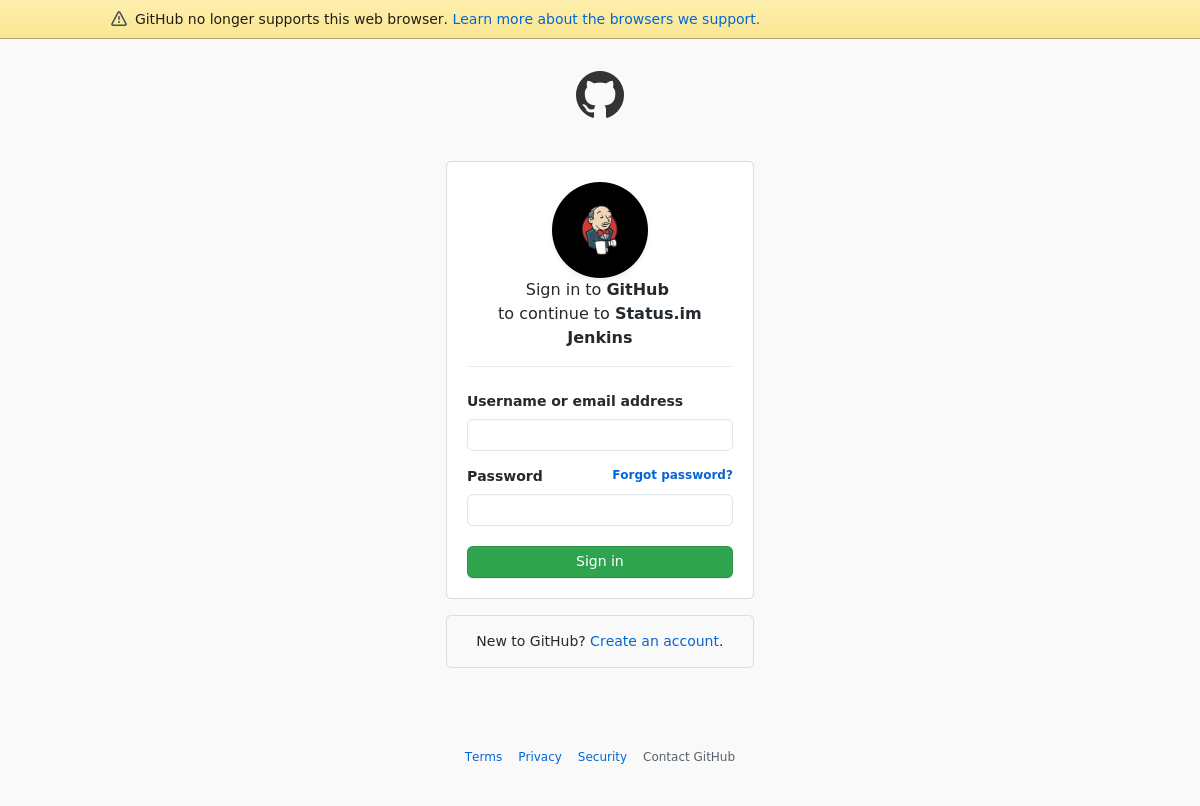 GitHub no longer supports this web browser. Learn more about the browsers we support.
Sign in to GitHub
to continue to Status.im
Jenkins
Username or email address
Password Forgot password?
Sign in
New to GitHub? Create an account.
Terms Privacy Security Contact GitHub